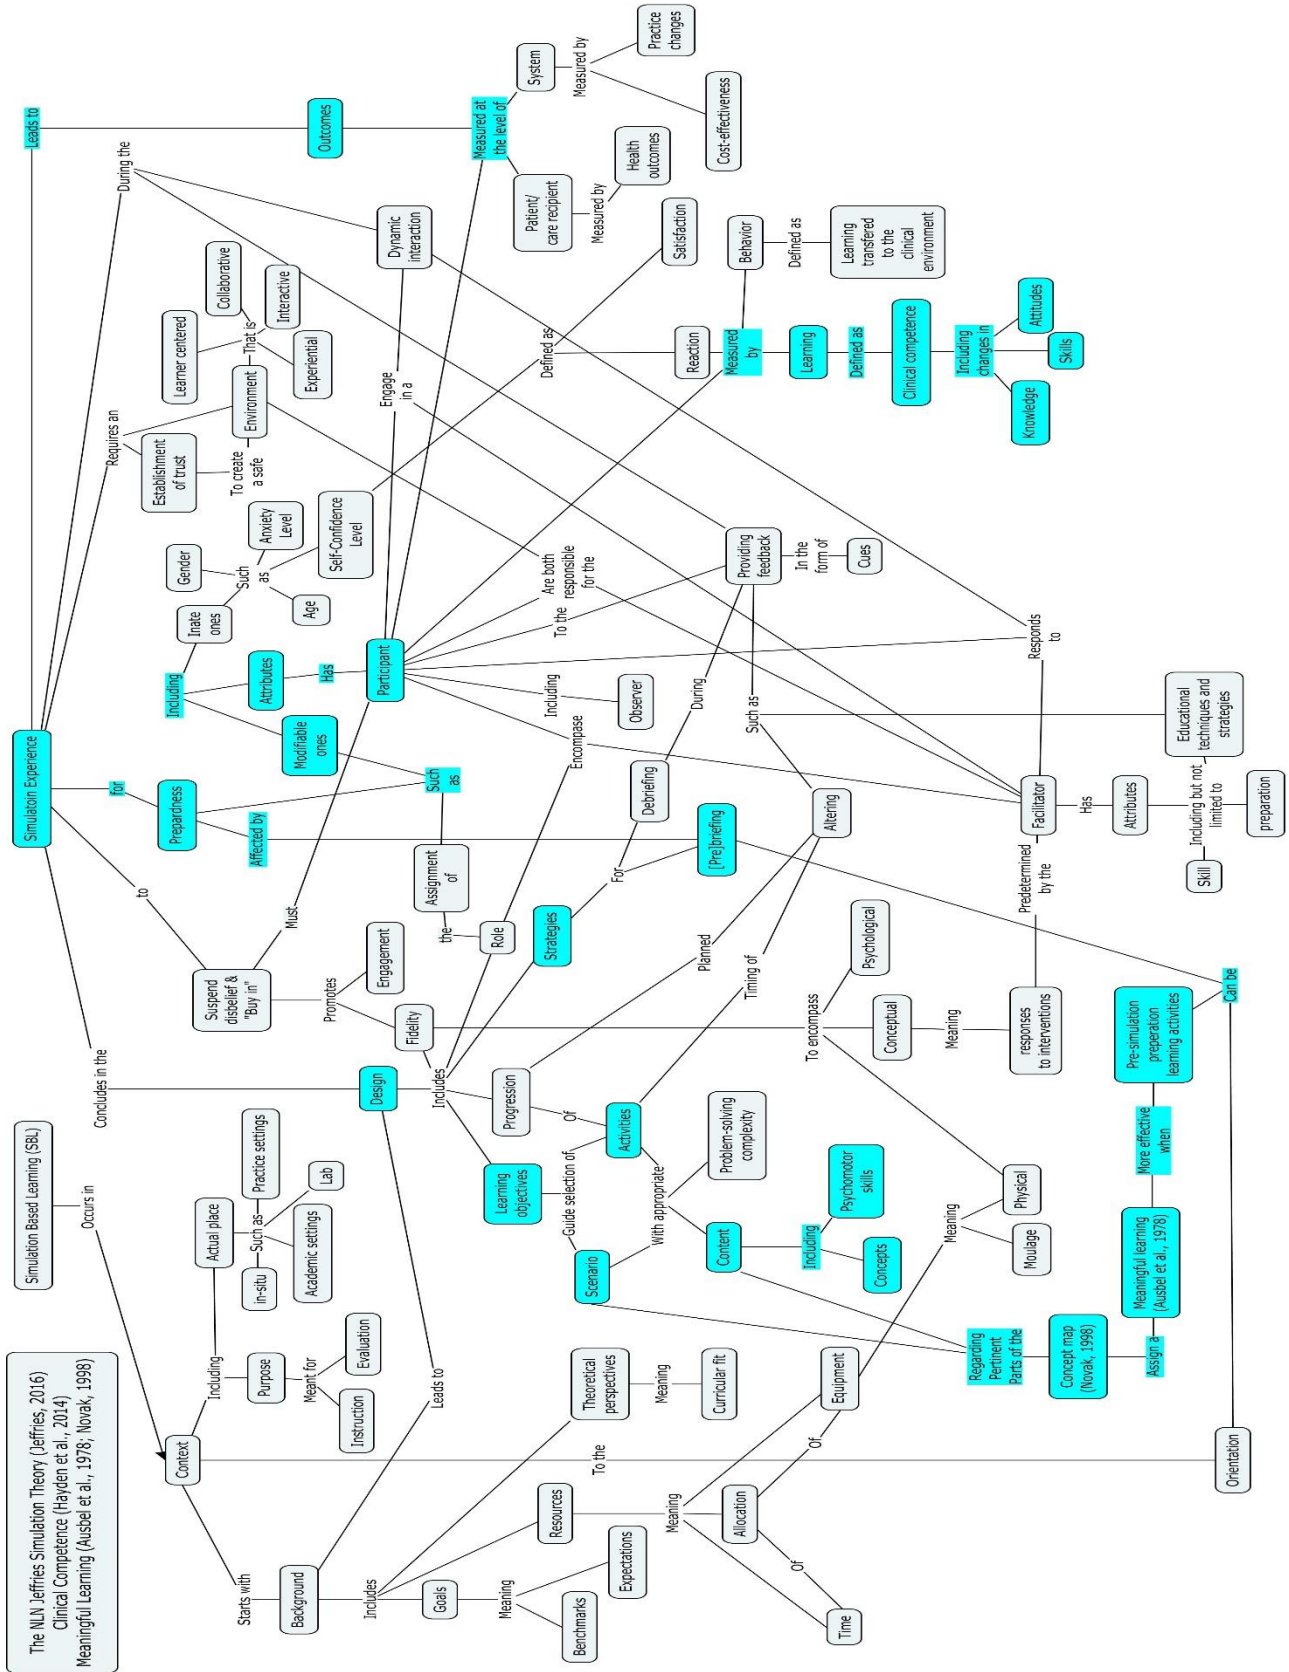 The NLN Jeffries Simulation Theory (Jeffries, 2016)
Clinical Competence (Hayden et al., 2014)
Meaningful Learning (Ausbel et al., 1978; Novak, 1998)
Simulation Based Learning (SBL)
Occurs in
Context
Including
Actual place
Such as
in-situ
Practice settings
Academic settings
Lab
Purpose
Meant for
Instruction
Evaluation
Starts with
Background
Includes
Goals
Meaning
Benchmarks
Expectations
Resources
Meaning
Allocation
Of
Of
Time
Equipment
Theoretical
perspectives
Meaning
Curricular fit
Leads to
To the
Orientation
Simulatoin Experience
Concludes in the
Design
Includes
Learning
objectives
Guide selection of
Scenario
Activities
With appropriate
Content
Problem-solving
complexity
Including
Concepts
Psychomotor
skills
Progression
Of
Fidelity
To encompass
Physical
Conceptual
Psychological
Meaning
Moulage
Meaning
responses
to intervensions
Predetermined
by the
Regarding
Pertinent
Parts of the
Concept map
(Novak, 1998)
Assign a
Meaningful learning
(Ausbel et al., 1978)
More effective
when
Pre-simulation
preperation
learning activities
Can be
to
Suspend
disbelief &
"Buy in"
Promotes
Engagement
Must
for
Prepardness
Affected by
Such
as
Assignment
of
the
Role
Encompase
Strategies
For
Debriefing
[Pre]briefing
During
Planned
Timing of
Altering
Such as
Including
Modifiable
ones
Attributes
Has
Inate
ones
Such
as
Gender
Age
Anxiety
Level
Self-Confidence
Level
Participant
Including
Observer
To the
Are both
responsible
for the
Providing
feedback
In the
form of
Cues
Facilitator
Has
Attributes
Including but not
limited to
Skill
preparation
Educational
techniques and
strategies
Responds
to
Requires an
Establishment
of trust
To create
a safe
Environment
That is
Learner centered
Collaborative
Interactive
Experiential
During the
Engage
in a
Dynamic
interaction
Leads to
Outcomes
Measured at
the level of
Patient/
care recipient
Measured by
Health
outcomes
System
Measured by
Practice
changes
Cost-effectiveness
Defined as
Satisfaction
Reaction
Measured
by
Behavior
Defined as
Learning
transfered
to the
clinical
environment
Learning
Defined as
Clinical competence
Including
changes in
Knowledge
Skills
Attitudes